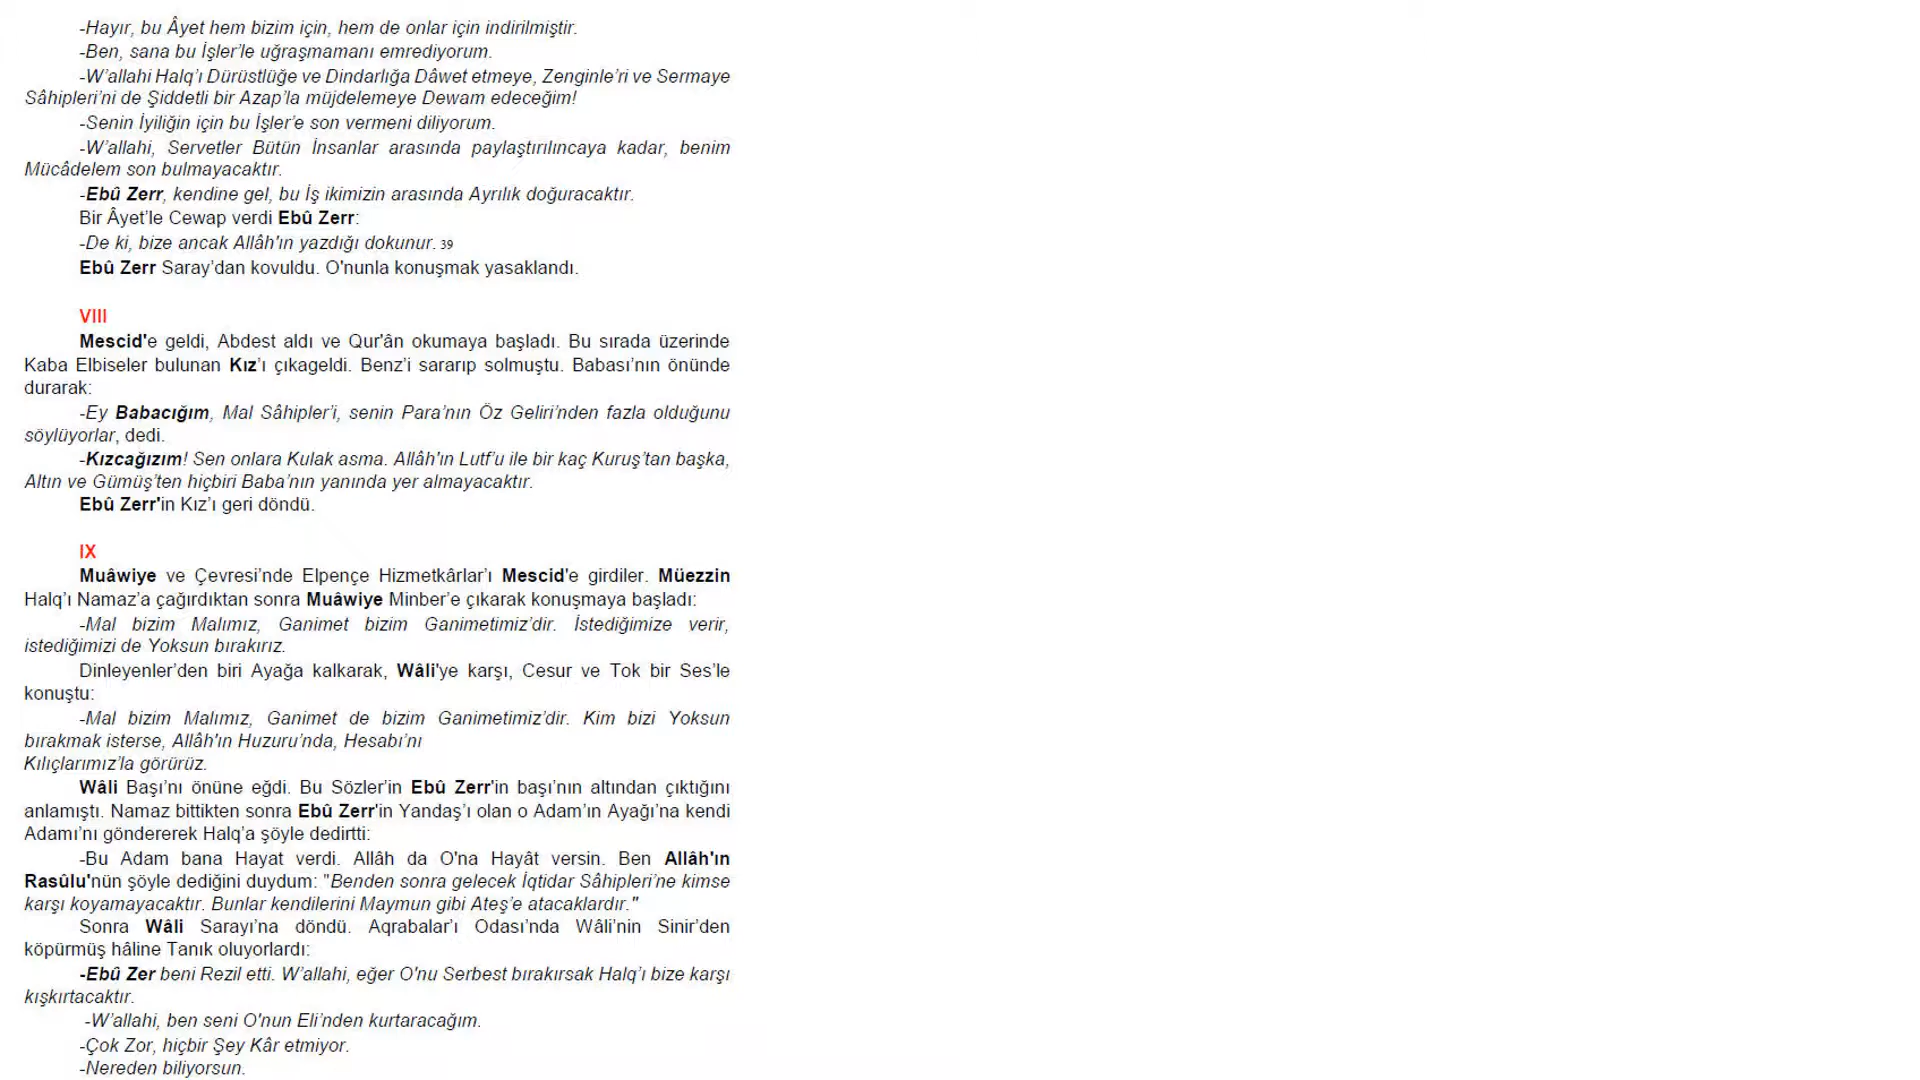 -Hayır, bu Âyet hem bizim için, hem de onlar için indirilmiştir.
-Ben, sana bu İşler’le uğraşmamanı emrediyorum.
-W’allahi Halq’ı Dürüstlüğe ve Dindarlığa Dâwet etmeye, Zenginle’ri ve Sermaye
Sâhipleri’ni de Şiddetli bir Azap’la müjdelemeye Dewam edeceğim!
-Senin İyiliğin için bu İşler’e son vermeni diliyorum.
-W’allahi, Servetler Bütün İnsanlar arasında paylaştırılıncaya kadar, benim
Mücâdelem son bulmayacaktır.
-Ebû Zerr, kendine gel, bu İş ikimizin arasında Ayrılık doğuracaktır.
Bir Âyet’le Cewap verdi Ebû Zerr:
-De ki, bize ancak Allâh'ın yazdığı dokunur. 39
Ebû Zerr Saray’dan kovuldu. O'nunla konuşmak yasaklandı.
VIII
Mescid'e geldi, Abdest aldı ve Qur'ân okumaya başladı. Bu sırada üzerinde
Kaba Elbiseler bulunan Kız’ı çıkageldi. Benz’i sararıp solmuştu. Babası’nın önünde
durarak:
-Ey Babacığım, Mal Sâhipler’i, senin Para’nın Öz Geliri’nden fazla olduğunu
söylüyorlar, dedi.
-Kızcağızım! Sen onlara Kulak asma. Allâh'ın Lutf’u ile bir kaç Kuruş’tan başka,
Altın ve Gümüş’ten hiçbiri Baba’nın yanında yer almayacaktır.
Ebû Zerr'in Kız’ı geri döndü.
IX
Muâwiye ve Çevresi’nde Elpençe Hizmetkârlar’ı Mescid'e girdiler. Müezzin
Halq’ı Namaz’a çağırdıktan sonra Muâwiye Minber’e çıkarak konuşmaya başladı:
-Mal bizim Malımız, Ganimet bizim Ganimetimiz’dir. İstediğimize verir,
istediğimizi de Yoksun bırakırız.
Dinleyenler’den biri Ayağa kalkarak, Wâli'ye karşı, Cesur ve Tok bir Ses’le
konuştu:
-Mal bizim Malımız, Ganimet de bizim Ganimetimiz’dir. Kim bizi Yoksun
bırakmak isterse, Allâh'ın Huzuru’nda, Hesabı’nı
Kılıçlarımız’la görürüz.
Wâli Başı’nı önüne eğdi. Bu Sözler’in Ebû Zerr'in başı’nın altından çıktığını
anlamıştı. Namaz bittikten sonra Ebû Zerr'in Yandaş’ı olan o Adam’ın Ayağı’na kendi
Adamı’nı göndererek Halq’a şöyle dedirtti:
-Bu Adam bana Hayat verdi. Allâh da O'na Hayât versin. Ben Allâh'ın
Rasûlu'nün şöyle dediğini duydum: "Benden sonra gelecek İqtidar Sâhipleri’ne kimse
karşı koyamayacaktır. Bunlar kendilerini Maymun gibi Ateş’e atacaklardır."
Sonra Wâli Sarayı’na döndü. Aqrabalar’ı Odası’nda Wâli’nin Sinir’den
köpürmüş hâline Tanık oluyorlardı:
-Ebû Zer beni Rezil etti. W’allahi, eğer O'nu Serbest bırakırsak Halq’ı bize karşı
kışkırtacaktır.
-W’allahi, ben seni O'nun Eli’nden kurtaracağım.
-Çok Zor, hiçbir Şey Kâr etmiyor.
-Nereden biliyorsun.